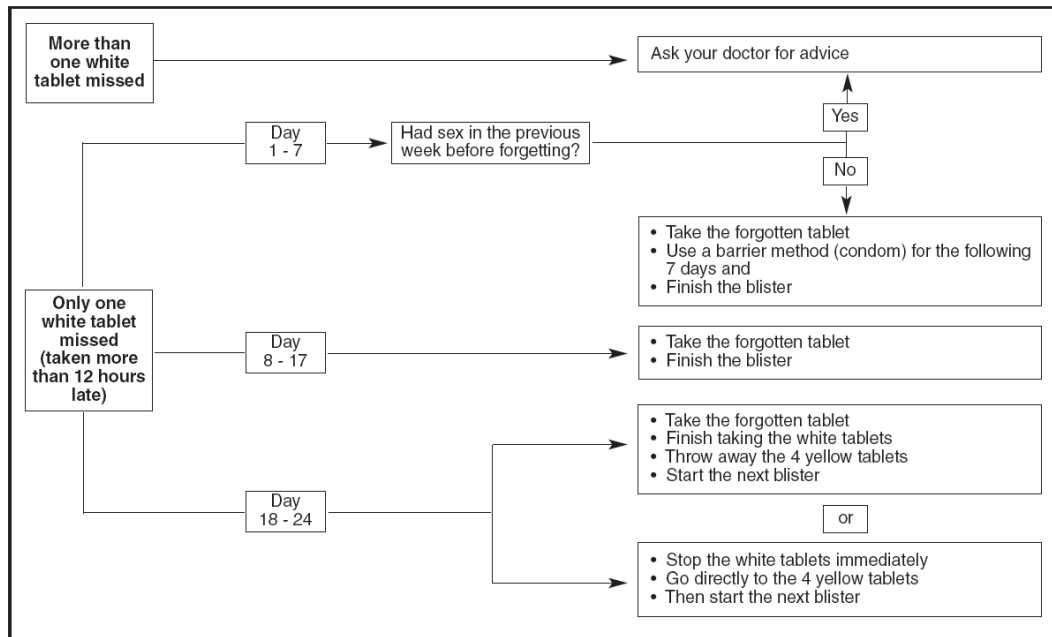 More than
one white
tablet missed
Ask your doctor for advice
Yes
Day
1 - 7
Had sex in the previous
week before forgetting?
No
• Take the forgotten tablet
• Use a barrier method (condom) for the following
7 days and
• Finish the blister
Only one
white tablet
missed
(taken more
than 12 hours
late)
Day
8 - 17
• Take the forgotten tablet
• Finish the blister
Day
18 - 24
• Take the forgotten tablet
• Finish taking the white tablets
• Throw away the 4 yellow tablets
• Start the next blister
or
• Stop the white tablets immediately
• Go directly to the 4 yellow tablets
• Then start the next blister